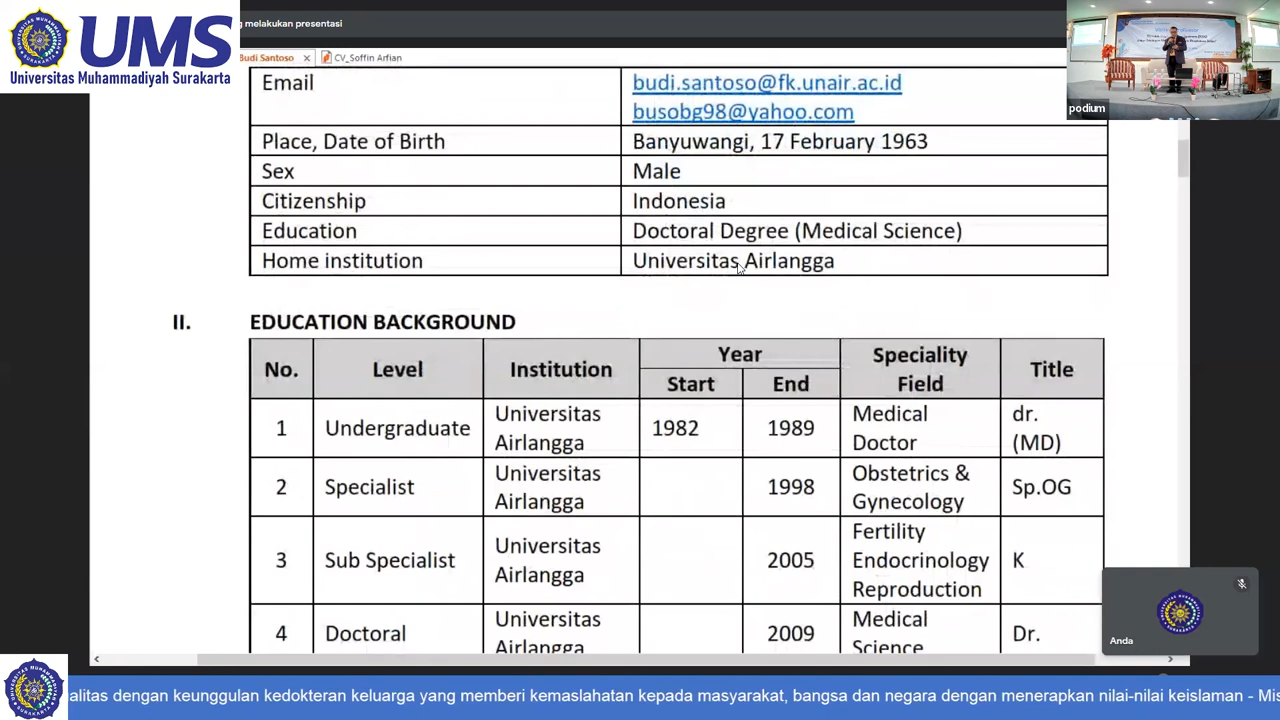 UMS
Universitas Muhammadiyah Surakarta
g melakukan presentasi
Budi Santoso
CV_Soffin Arfian
podium
Email
budi.santoso@fk.unair.ac.id
busobg98@yahoo.com
Place, Date of Birth
Banyuwangi, 17 February 1963
Sex
Male
Citizenship
Indonesia
Education
Doctoral Degree (Medical Science)
Home institution
Universitas Airlangga
II. EDUCATION BACKGROUND
No.
Level
Institution
Year
Start
End
Speciality
Field
Title
1
Undergraduate
Universitas
Airlangga
1982
1989
Medical
Doctor
dr.
(MD)
2
Specialist
Universitas
Airlangga
1998
Obstetrics &
Gynecology
Sp.OG
3
Sub Specialist
Universitas
Airlangga
2005
Fertility
Endocrinology
Reproduction
K
4
Doctoral
Universitas
Airlangga
2009
Medical
Science
Dr.
Anda
alitas dengan keunggulan kedokteran keluarga yang memberi kemaslahatan kepada masyarakat, bangsa dan negara dengan menerapkan nilai-nilai keislaman - Mis